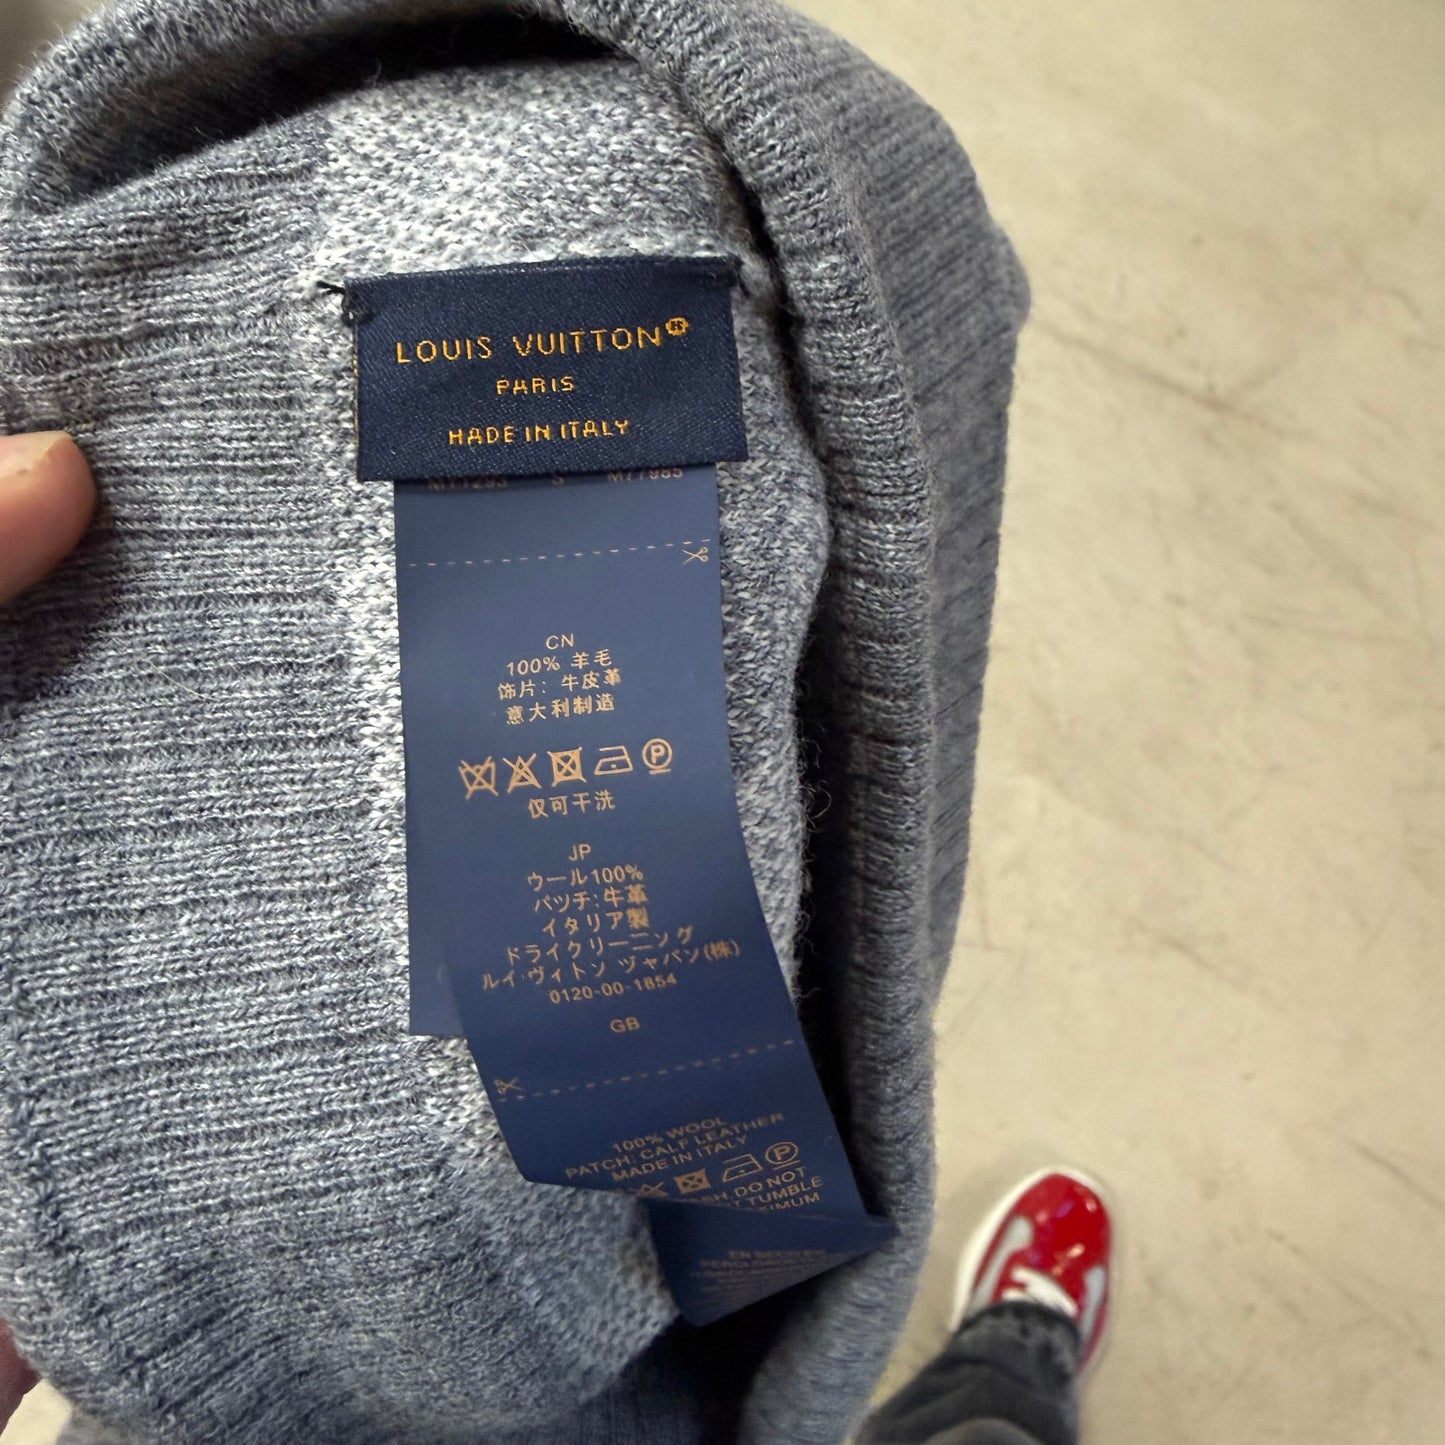 LOUIS VUITTON®
PARIS
MADE IN ITALY
S
CN
100% 羊毛
饰片：牛皮革
意大利制造
仅可干洗
JP
ウール100%
パッチ:牛革
イタリア製
ドライクリーニング
ルイ·ヴィトン ジャパン(株)
0120-00-1854
GB
100% WOOL
PATCH: CALF LEATHER
MADE IN ITALY
P
DO NOT
TUMBLE